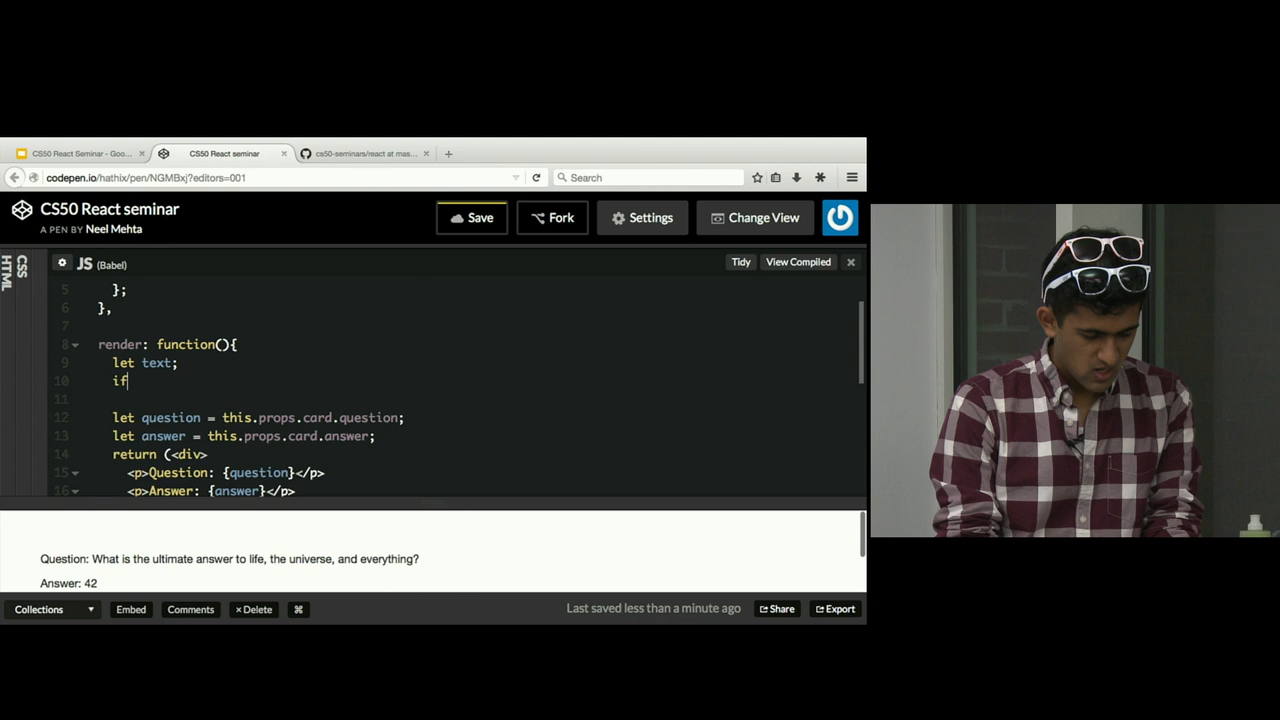 CS50 React Seminar - Goo...
CS50 React seminar
cs50-seminars/react at mas...
codepen.io/hathix/pen/NGMBxj?editors=001
Search
CS50 React seminar
A PEN BY Neel Mehta
Save
Fork
Settings
Change View
HTML
CSS
JS (Babel)
Tidy
View Compiled
5 };
6 },
7
8 render: function(){
9 let text;
10 if
11
12 let question = this.props.card.question;
13 let answer = this.props.card.answer;
14 return (<div>
15 <p>Question: {question}</p>
16 <p>Answer: {answer}</p>
Question: What is the ultimate answer to life, the universe, and everything?
Answer: 42
Collections
Embed
Comments
× Delete
⌘
Last saved less than a minute ago
Share
Export